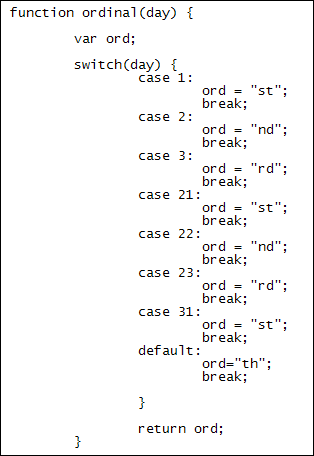 function ordinal(day) {
var ord;
switch(day) {
case 1:
ord = "st";
break;
case 2:
ord = "nd";
break;
case 3:
ord = "rd";
break;
case 21:
ord = "st";
break;
case 22:
ord = "nd";
break;
case 23:
ord = "rd";
break;
case 31:
ord = "st";
break;
default:
ord="th";
break;
}
return ord;
}